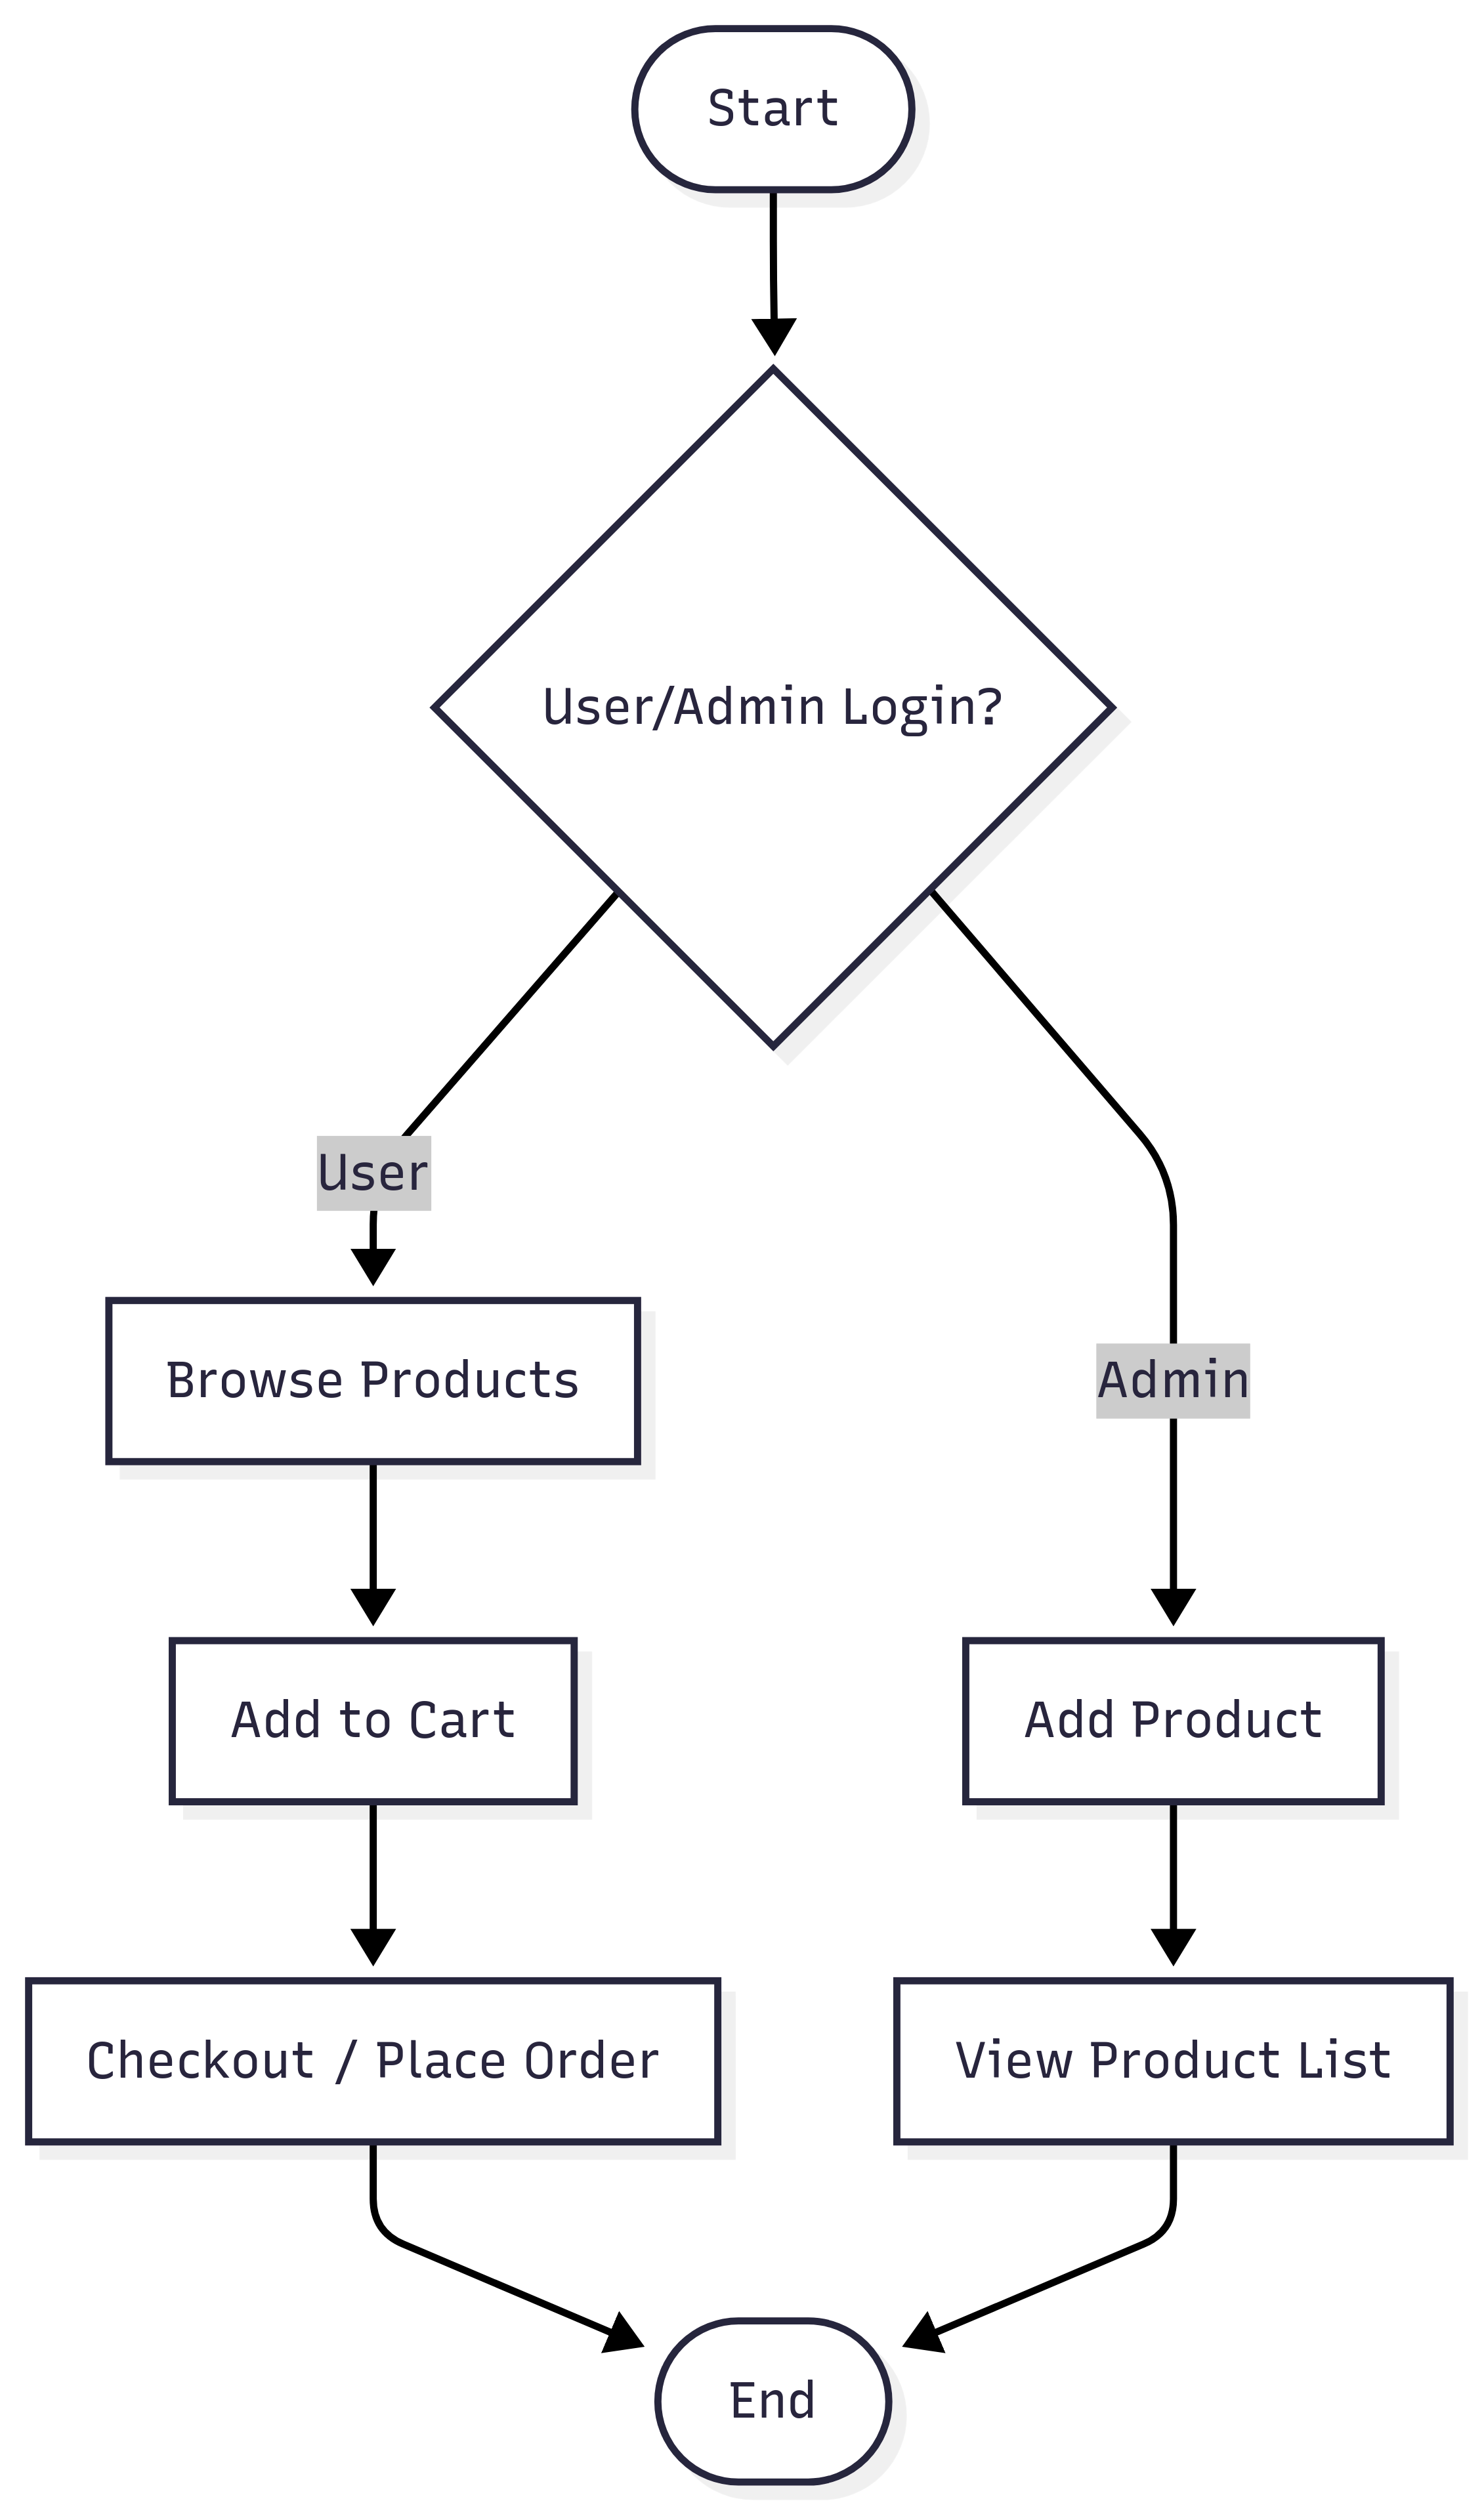 Start
User/Admin Login?
User
Browse Products
Admin
Add to Cart
Add Product
Checkout / Place Order
View Product List
End